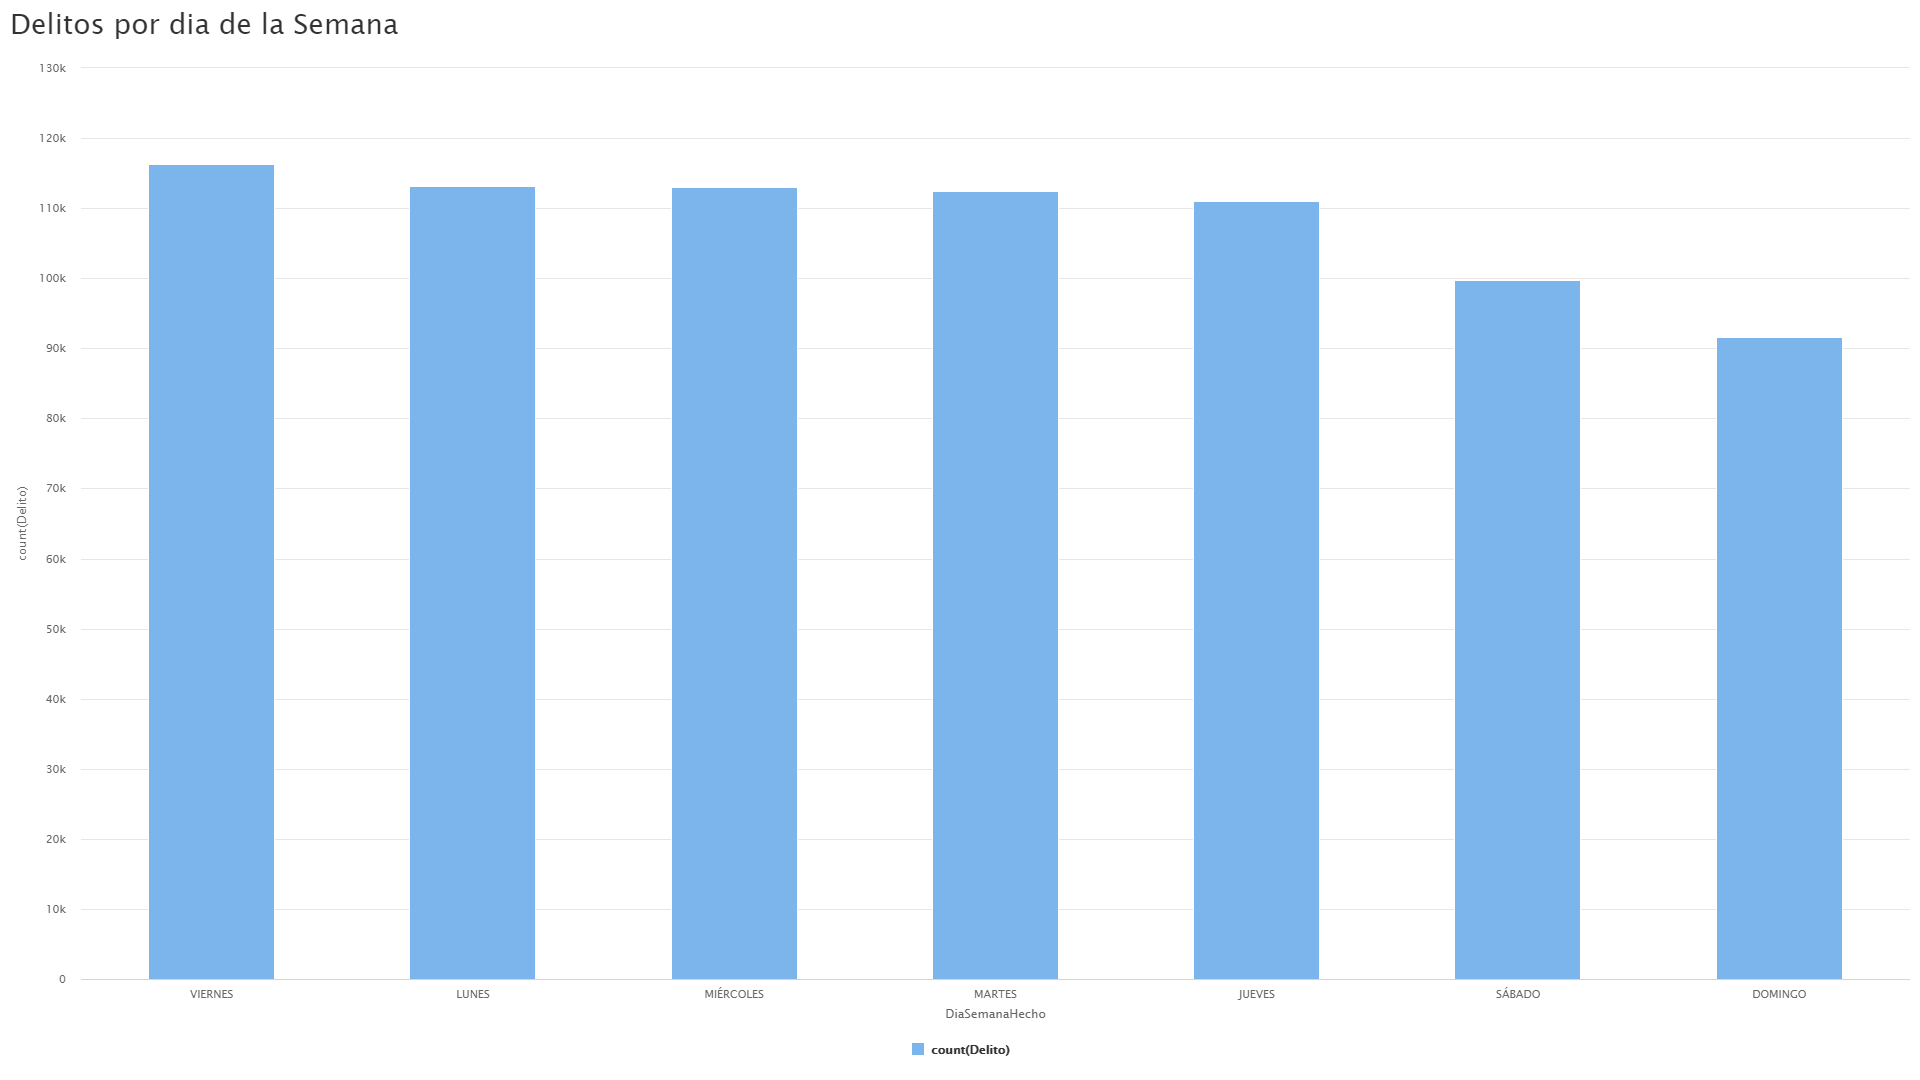 Delitos por dia de la Semana
130k
120k
110k
100k
90k
80k
70k
60k
50k
40k
30k
20k
10k
0
count(Delito)
VIERNES LUNES MIÉRCOLES MARTES JUEVES SÁBADO DOMINGO
DiaSemanaHecho
count(Delito)